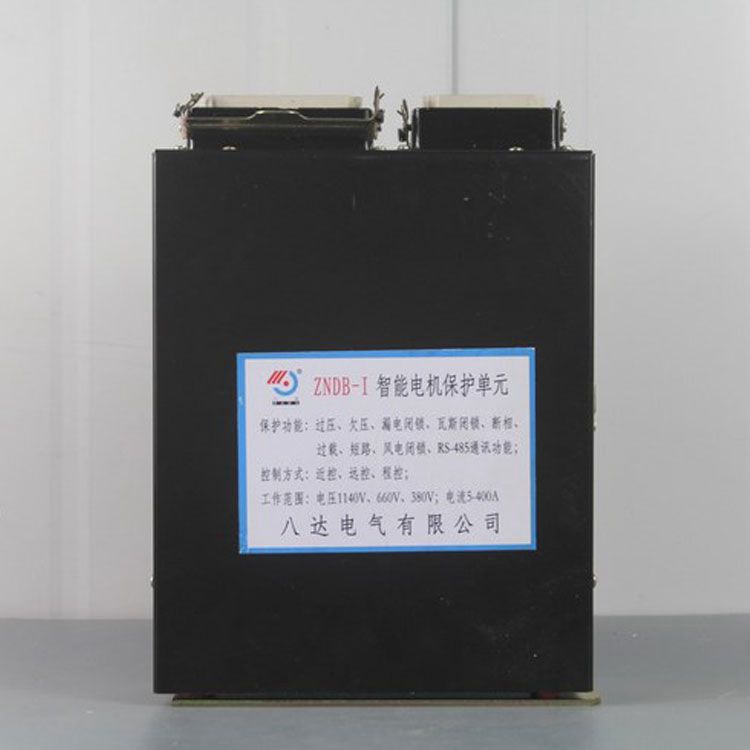 ZNDB-I 智能电机保护单元
保护功能：过压、欠压、漏电闭锁、瓦斯闭锁、断相、
过载、短路、风电闭锁、RS-485通讯功能；
控制方式：近控、远控、程控；
工作范围：电压1140V、660V、380V；电流5-400A
八达电气有限公司